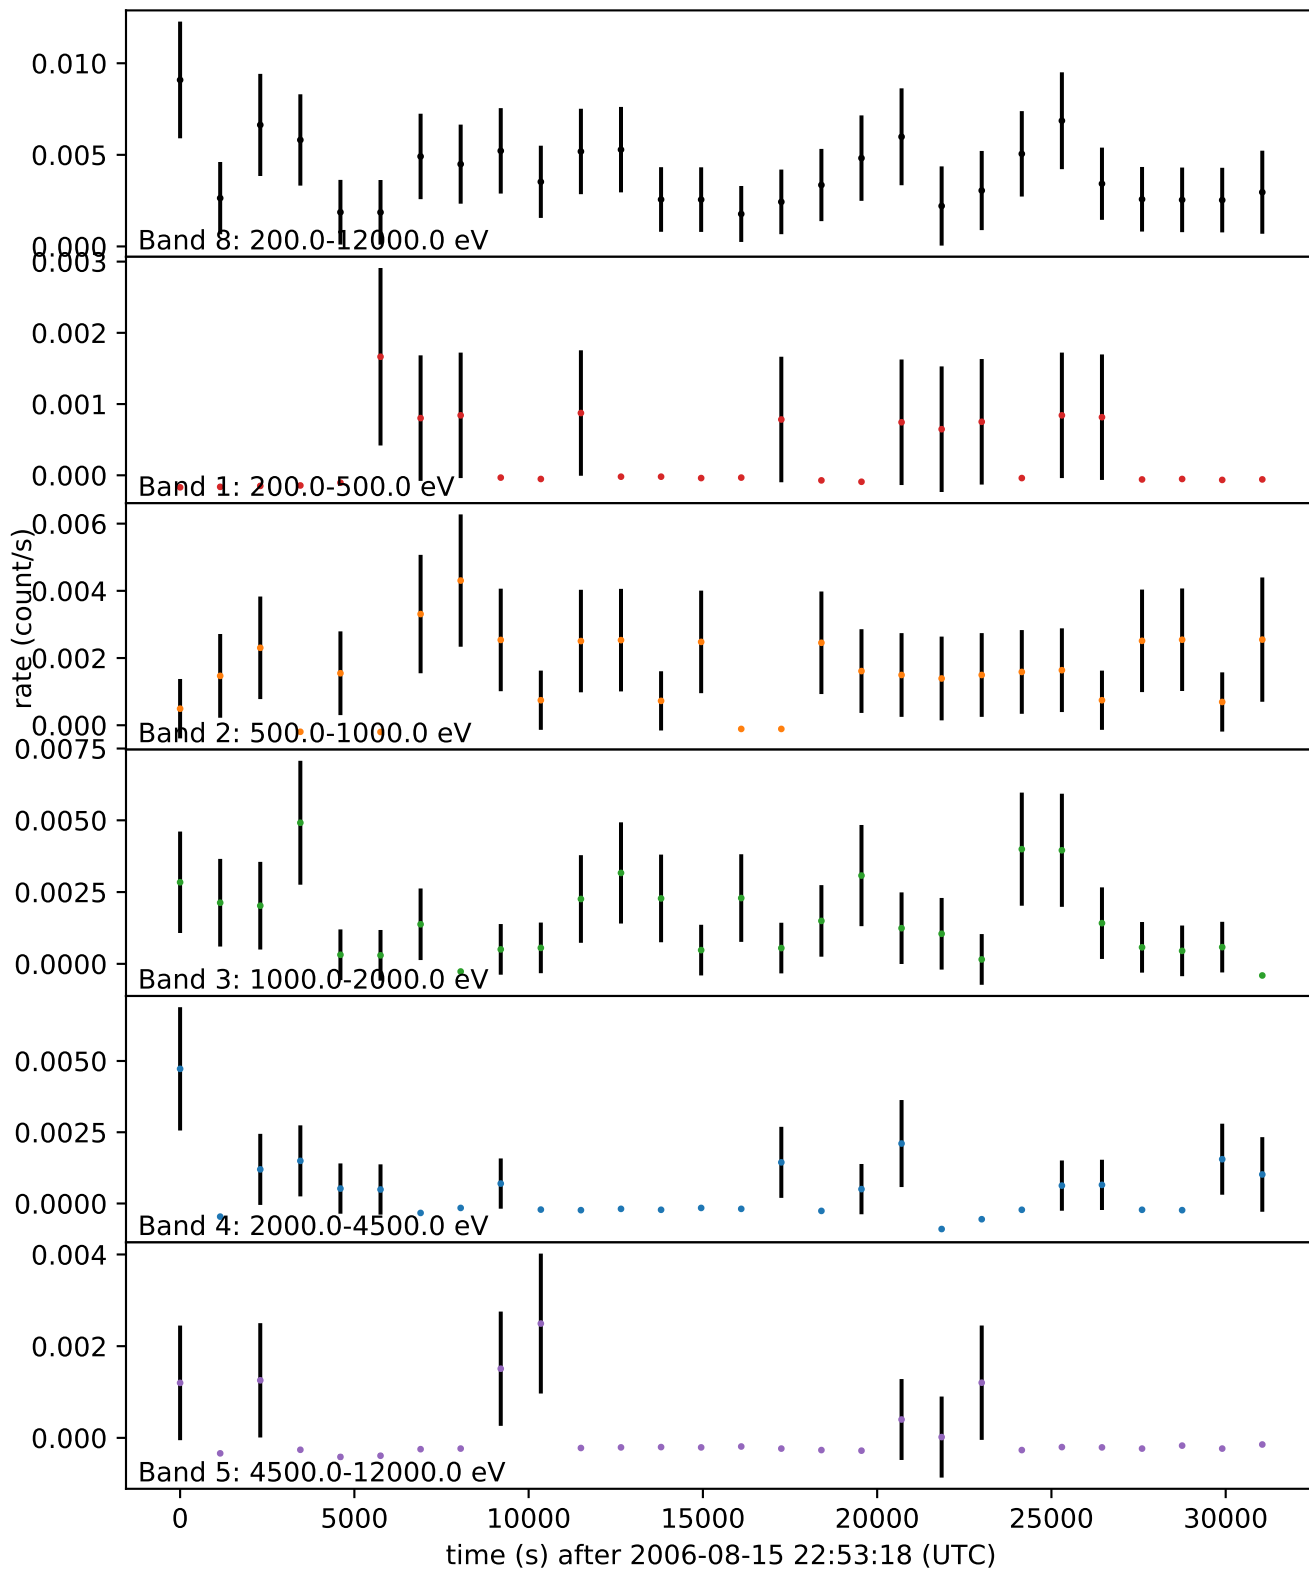 0.010
0.005
0.000
Band 8: 200.0-12000.0 eV
0.003
0.002
0.001
0.000
Band 1: 200.0-500.0 eV
rate (count/s)
0.006
0.004
0.002
0.000
Band 2: 500.0-1000.0 eV
0.0075
0.0050
0.0025
0.0000
Band 3: 1000.0-2000.0 eV
0.0050
0.0025
0.0000
Band 4: 2000.0-4500.0 eV
0.004
0.002
0.000
Band 5: 4500.0-12000.0 eV
0 5000 10000 15000 20000 25000 30000
time (s) after 2006-08-15 22:53:18 (UTC)